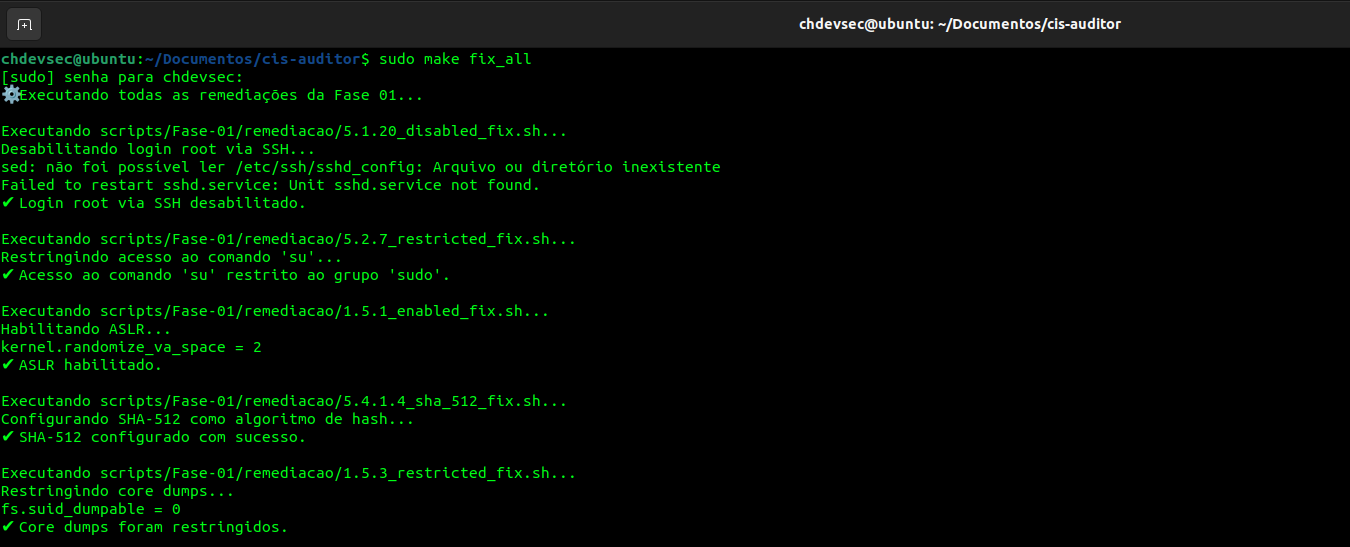 chdevsec@ubuntu: ~/Documentos/cis-auditor
chdevsec@ubuntu:~/Documentos/cis-auditor$ sudo make fix_all
[sudo] senha para chdevsec:
⚙️Executando todas as remediações da Fase 01...
Executando scripts/Fase-01/remediacao/5.1.20_disabled_fix.sh...
Desabilitando login root via SSH...
sed: não foi possível ler /etc/ssh/sshd_config: Arquivo ou diretório inexistente
Failed to restart sshd.service: Unit sshd.service not found.
✔ Login root via SSH desabilitado.
Executando scripts/Fase-01/remediacao/5.2.7_restricted_fix.sh...
Restringindo acesso ao comando 'su'...
✔ Acesso ao comando 'su' restrito ao grupo 'sudo'.
Executando scripts/Fase-01/remediacao/1.5.1_enabled_fix.sh...
Habilitando ASLR...
kernel.randomize_va_space = 2
✔ ASLR habilitado.
Executando scripts/Fase-01/remediacao/5.4.1.4_sha_512_fix.sh...
Configurando SHA-512 como algoritmo de hash...
✔ SHA-512 configurado com sucesso.
Executando scripts/Fase-01/remediacao/1.5.3_restricted_fix.sh...
Restringindo core dumps...
fs.suid_dumpable = 0
✔ Core dumps foram restringidos.